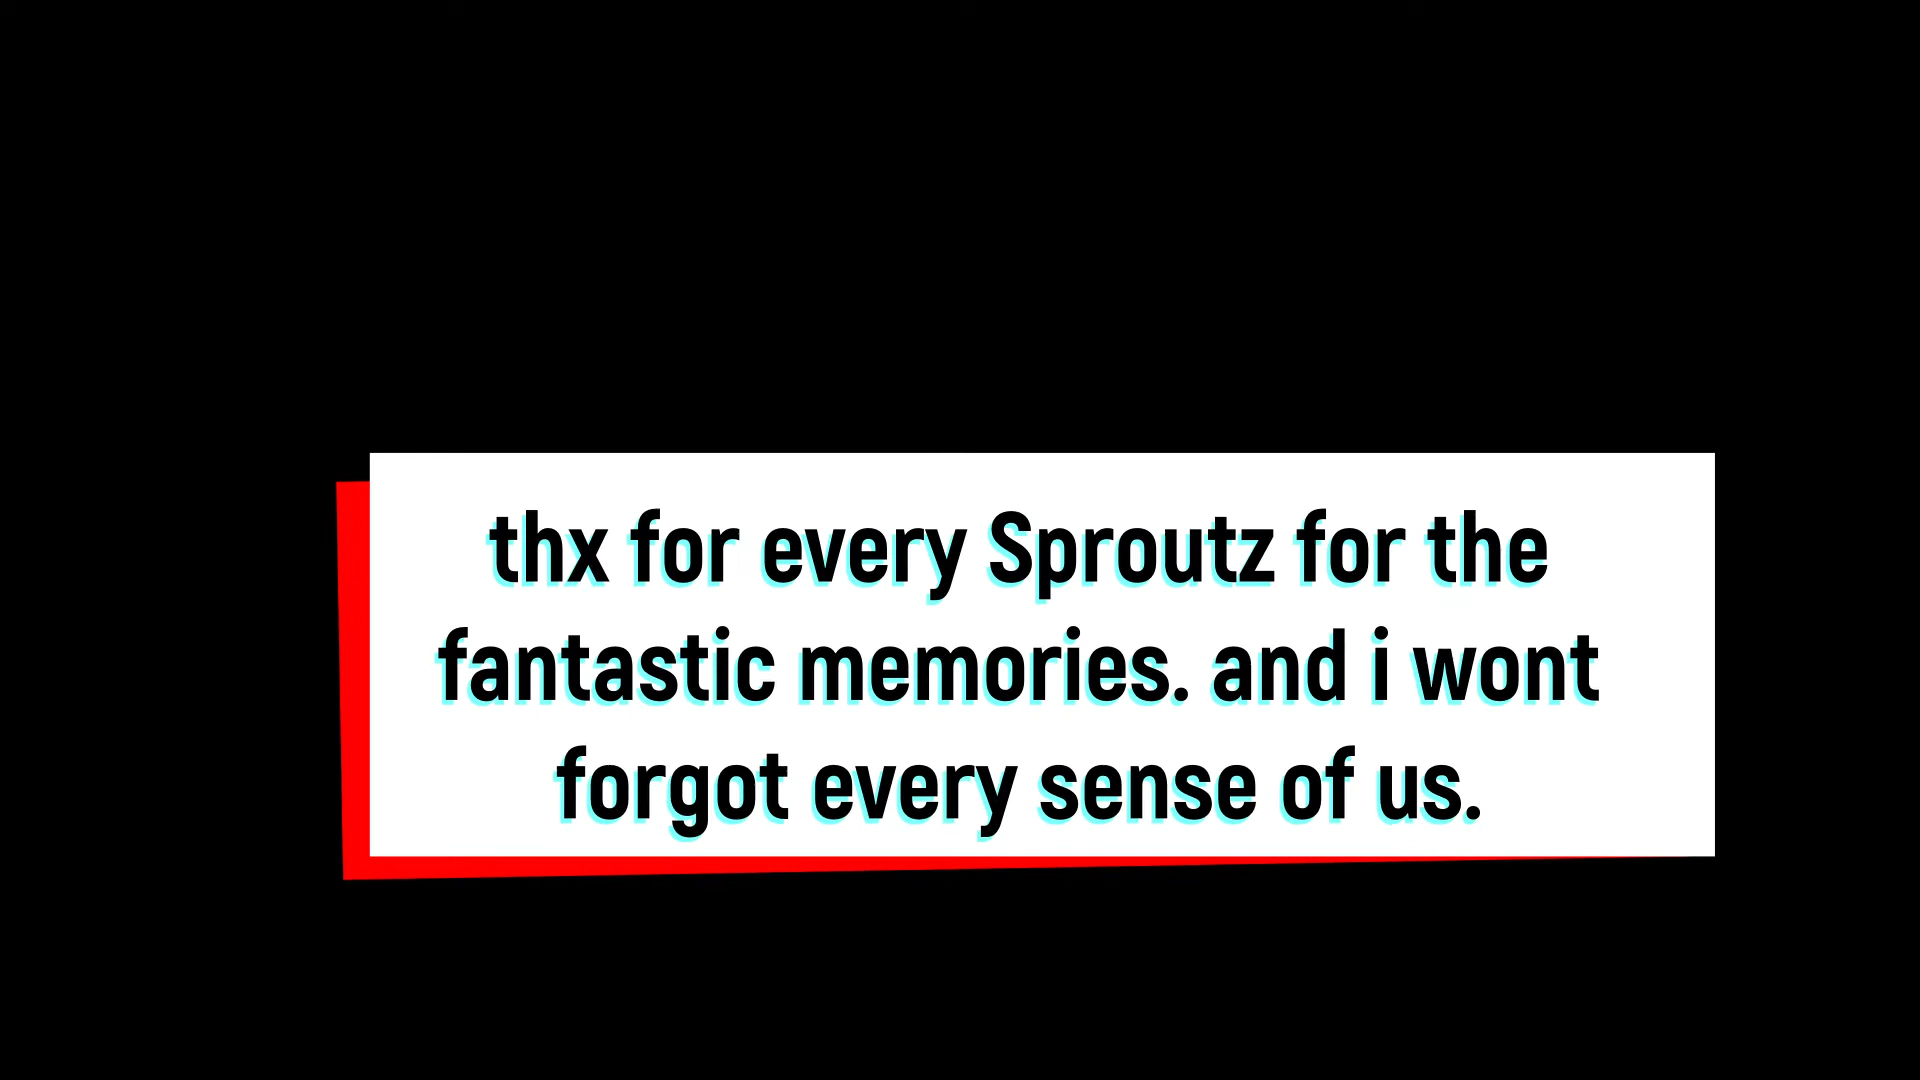 thx for every Sproutz for the
fantastic memories. and i wont
forgot every sense of us.